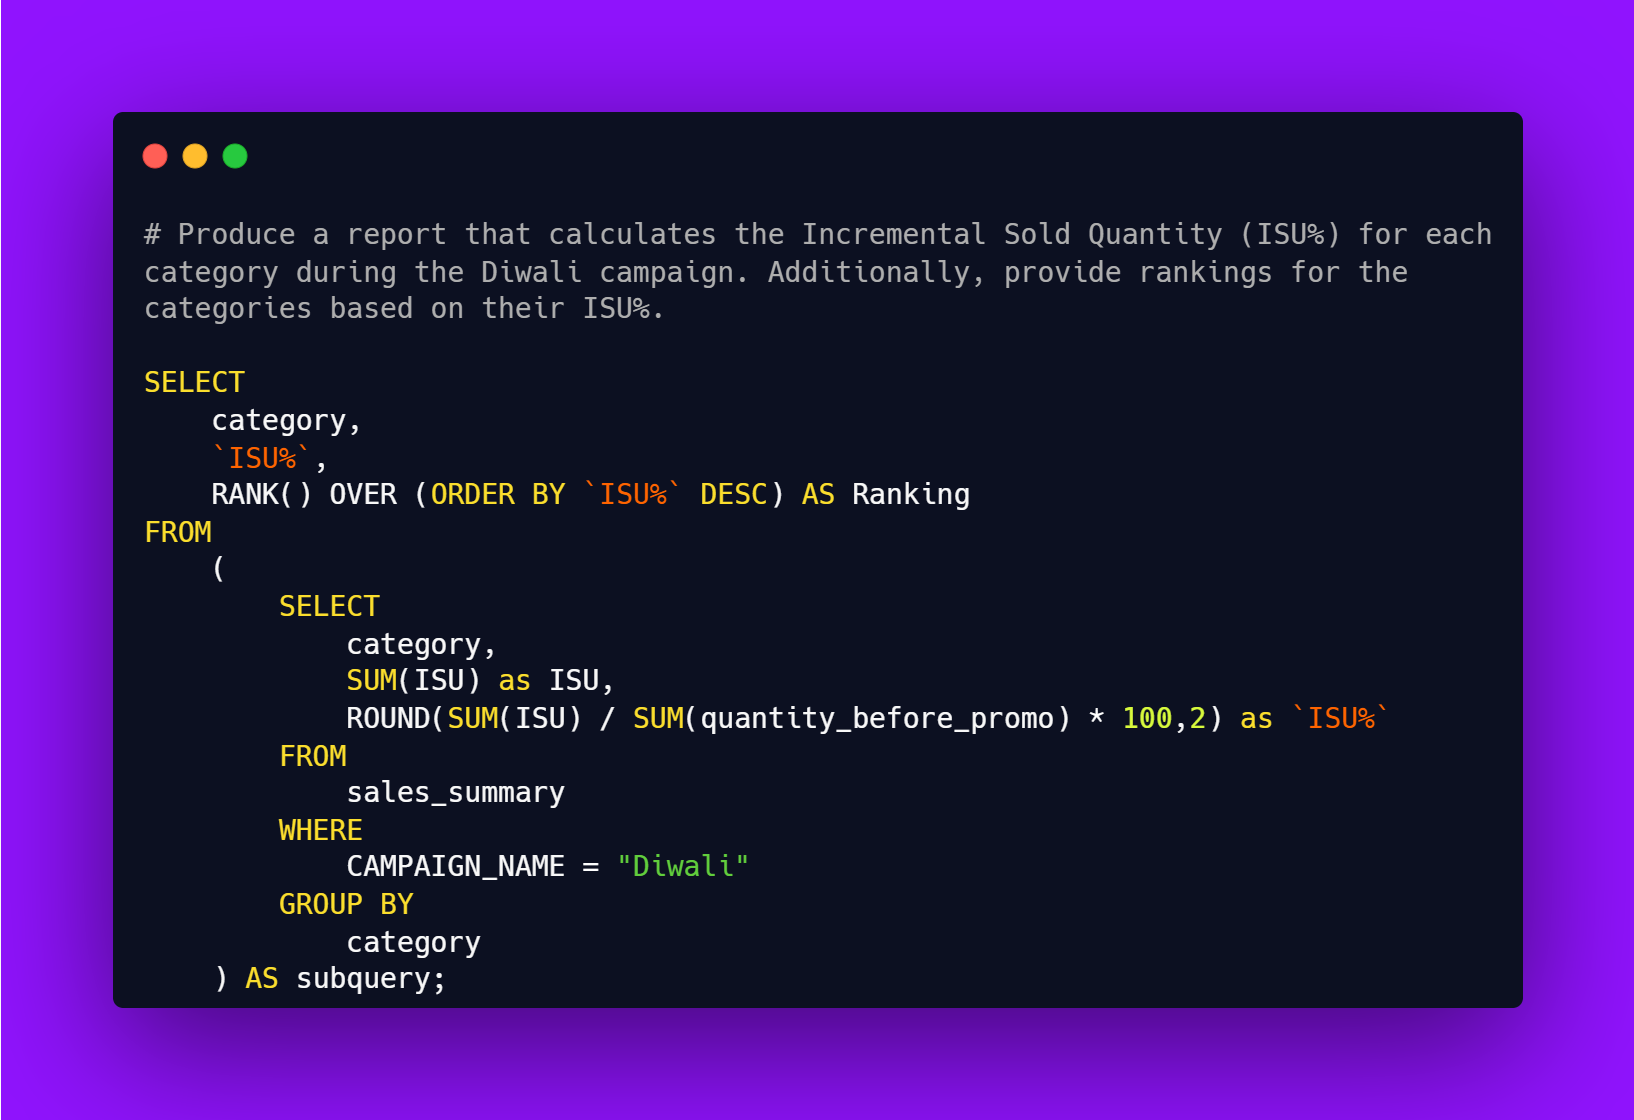 # Produce a report that calculates the Incremental Sold Quantity (ISU%) for each
category during the Diwali campaign. Additionally, provide rankings for the
categories based on their ISU%.

SELECT
    category,
    `ISU%`,
    RANK() OVER (ORDER BY `ISU%` DESC) AS Ranking
FROM
    (
        SELECT
            category,
            SUM(ISU) as ISU,
            ROUND(SUM(ISU) / SUM(quantity_before_promo) * 100,2) as `ISU%`
        FROM
            sales_summary
        WHERE
            CAMPAIGN_NAME = "Diwali"
        GROUP BY
            category
    ) AS subquery;